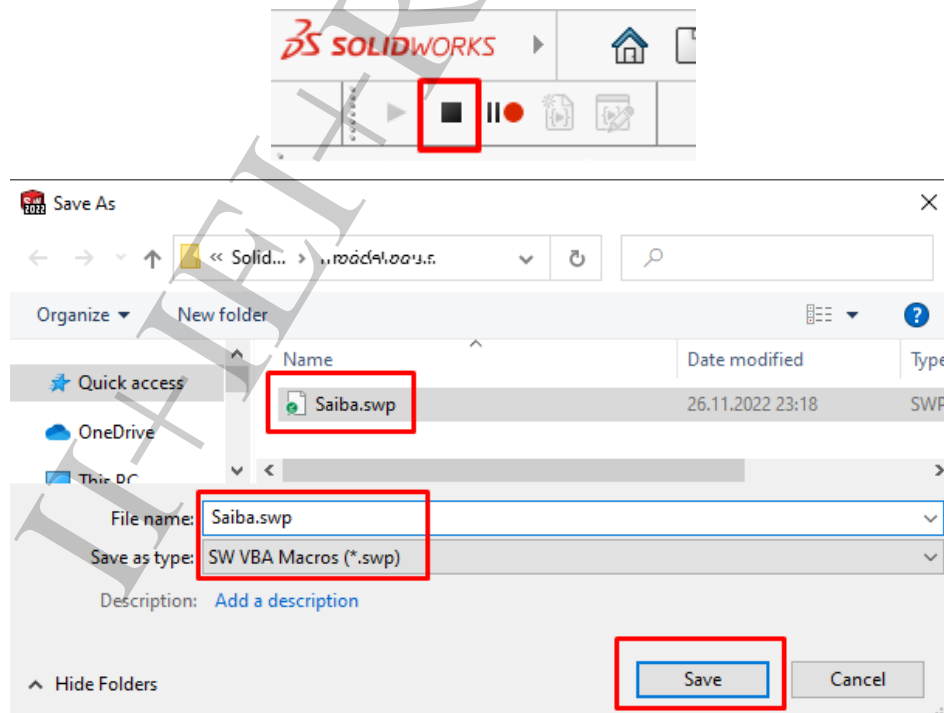 SOLIDWORKS
SW 2022 Save As
« Solid... ›
Organize New folder ?
Name Date modified Type
Quick access
Saiba.swp 26.11.2022 23:18 SWP
OneDrive
This PC
File name: Saiba.swp
Save as type: SW VBA Macros (*.swp)
Description: Add a description
Save Cancel
Hide Folders